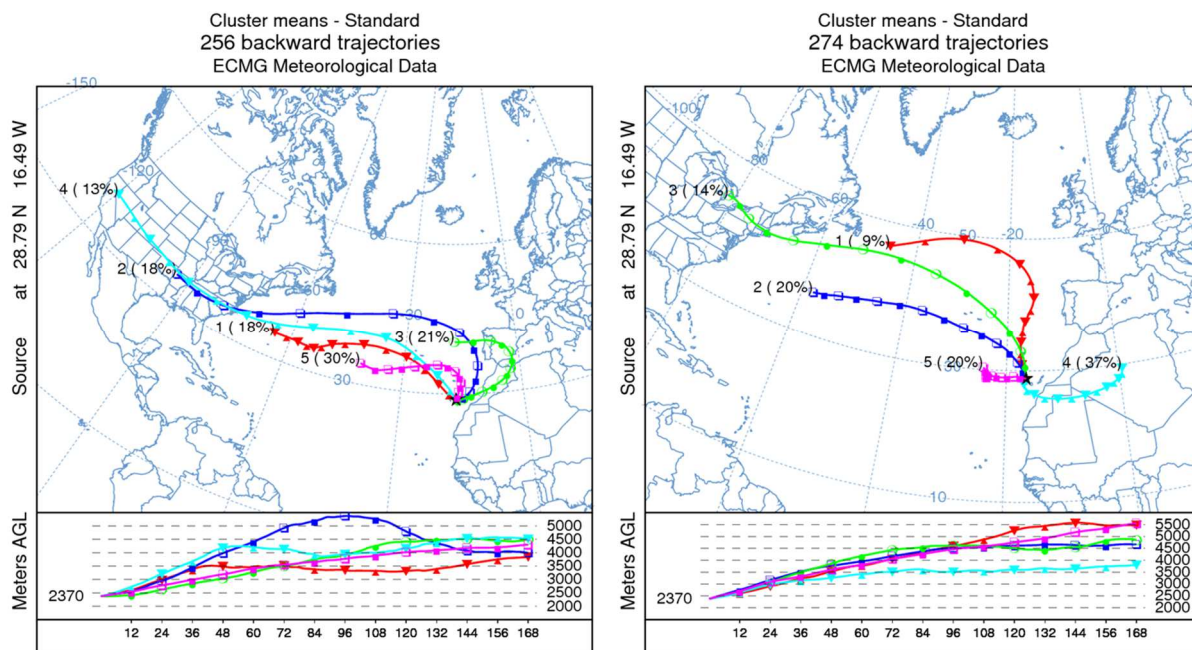 Cluster means - Standard
256 backward trajectories
ECMG Meteorological Data
Source at 28.79 N 16.49 W
-150
-120
4 ( 13%)
2 ( 18%)
1 (18%)
3 ( 21%)
5 ( 30%)
30
0
Meters AGL
2370
5000
4500
4000
3500
3000
2500
2000
12 24 36 48 60 72 84 96 108 120 132 144 156 168
Cluster means - Standard
274 backward trajectories
ECMG Meteorological Data
Source at 28.79 N 16.49 W
-100
-80
3 ( 14%)
-40
-20
1 ( 9%)
2 ( 20%)
5 ( 20%)
4 ( 37%)
10
Meters AGL
2370
5500
5000
4500
4000
3500
3000
2500
2000
12 24 36 48 60 72 84 96 108 120 132 144 156 168